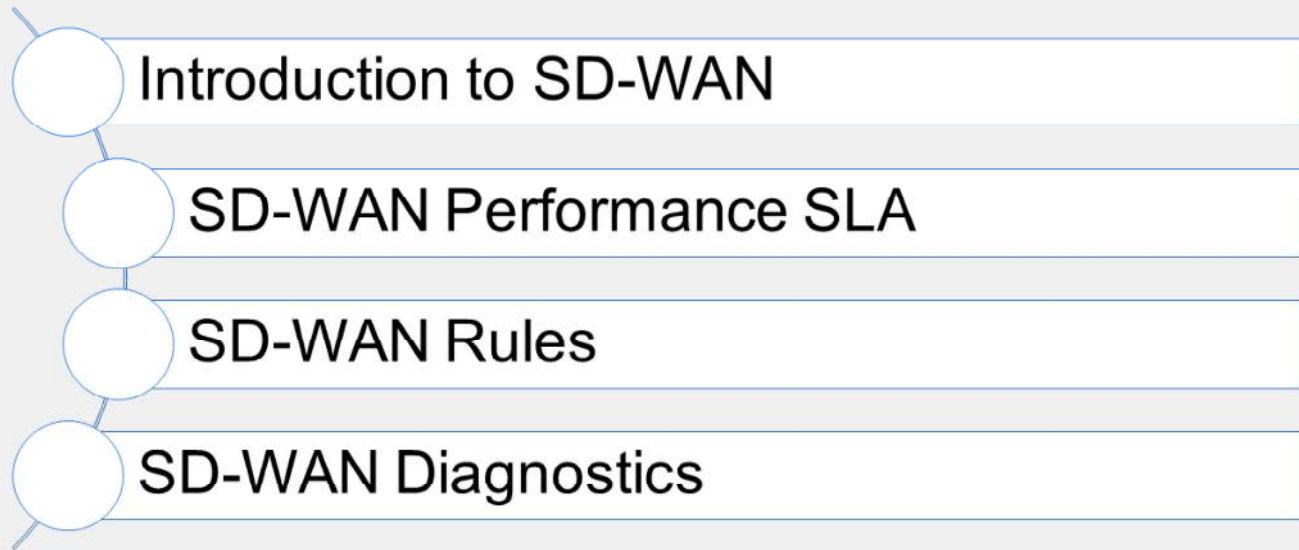 Introduction to SD-WAN
SD-WAN Performance SLA
SD-WAN Rules
SD-WAN Diagnostics